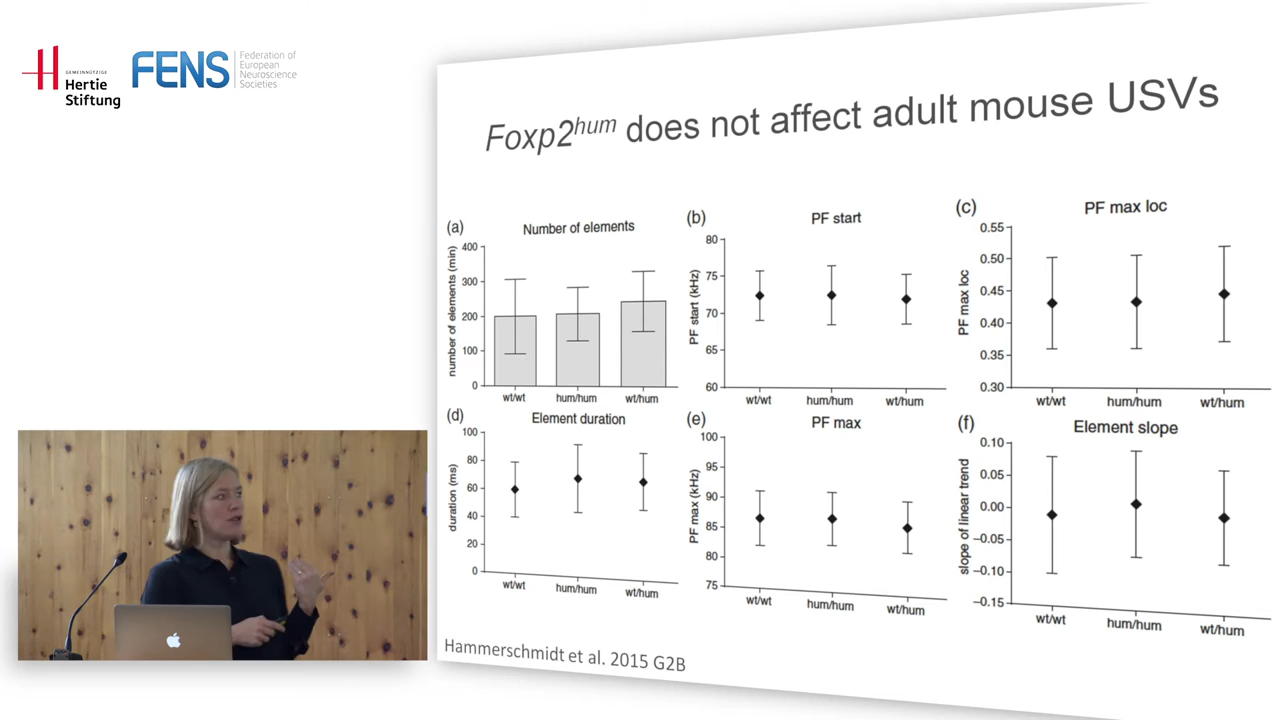 GEMEINNÜTZIGE
Hertie
Stiftung
FENS
Federation of
European
Neuroscience
Societies
Foxp2hum does not affect adult mouse USVs
(a)
Number of elements
number of elements (min)
400
300
200
100
0
wt/wt
hum/hum
wt/hum
(b)
PF start
PF start (kHz)
80
75
70
65
60
wt/wt
hum/hum
wt/hum
(c)
PF max loc
PF max loc
0.55
0.50
0.45
0.40
0.35
0.30
wt/wt
hum/hum
wt/hum
(d)
Element duration
duration (ms)
100
80
60
40
20
0
wt/wt
hum/hum
wt/hum
(e)
PF max
PF max (kHz)
100
95
90
85
80
75
wt/wt
hum/hum
wt/hum
(f)
Element slope
slope of linear trend
0.10
0.05
0.00
−0.05
−0.10
−0.15
wt/wt
hum/hum
wt/hum
Hammerschmidt et al. 2015 G2B